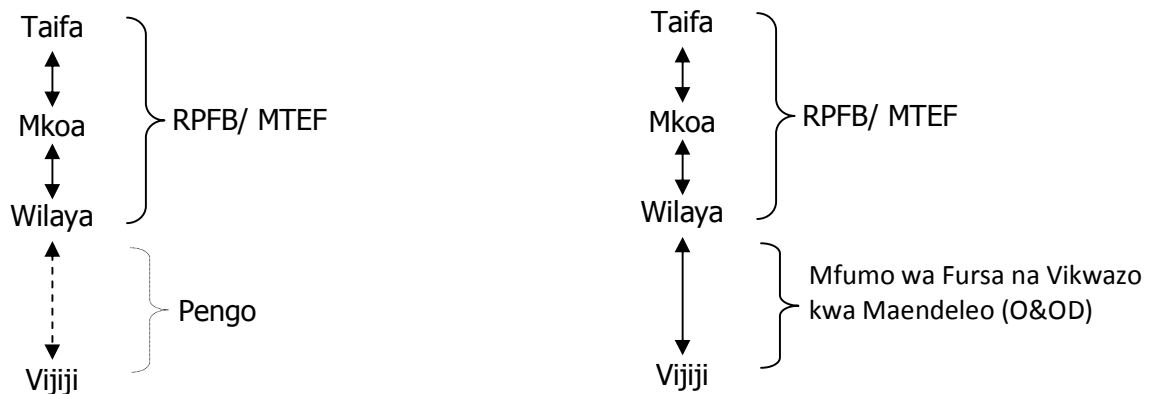 Taifa
Mkoa
RPFB/ MTEF
Wilaya
Pengo
Vijiji
Taifa
Mkoa
RPFB/ MTEF
Wilaya
Mfumo wa Fursa na Vikwazo
kwa Maendeleo (O&OD)
Vijiji